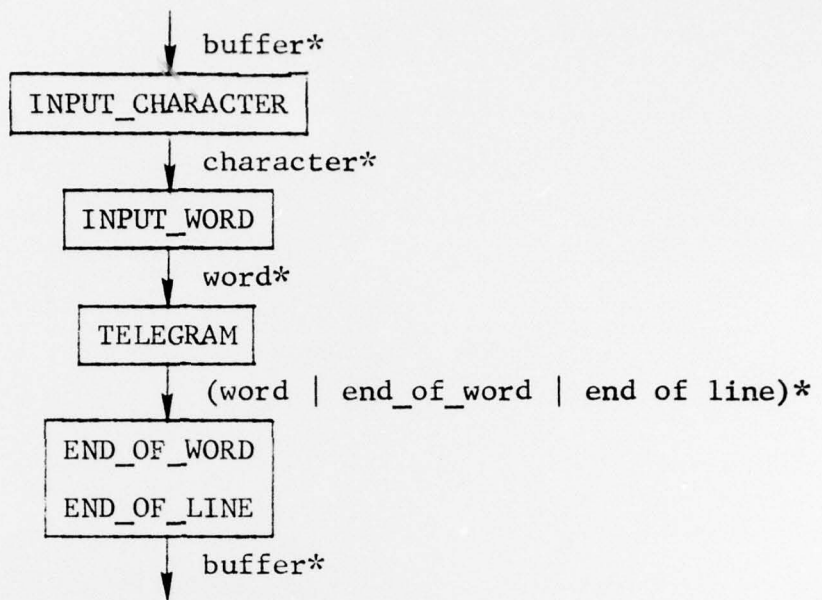 buffer*
INPUT_CHARACTER
character*
INPUT_WORD
word*
TELEGRAM
(word | end_of_word | end of line)*
END_OF_WORD
END_OF_LINE
buffer*